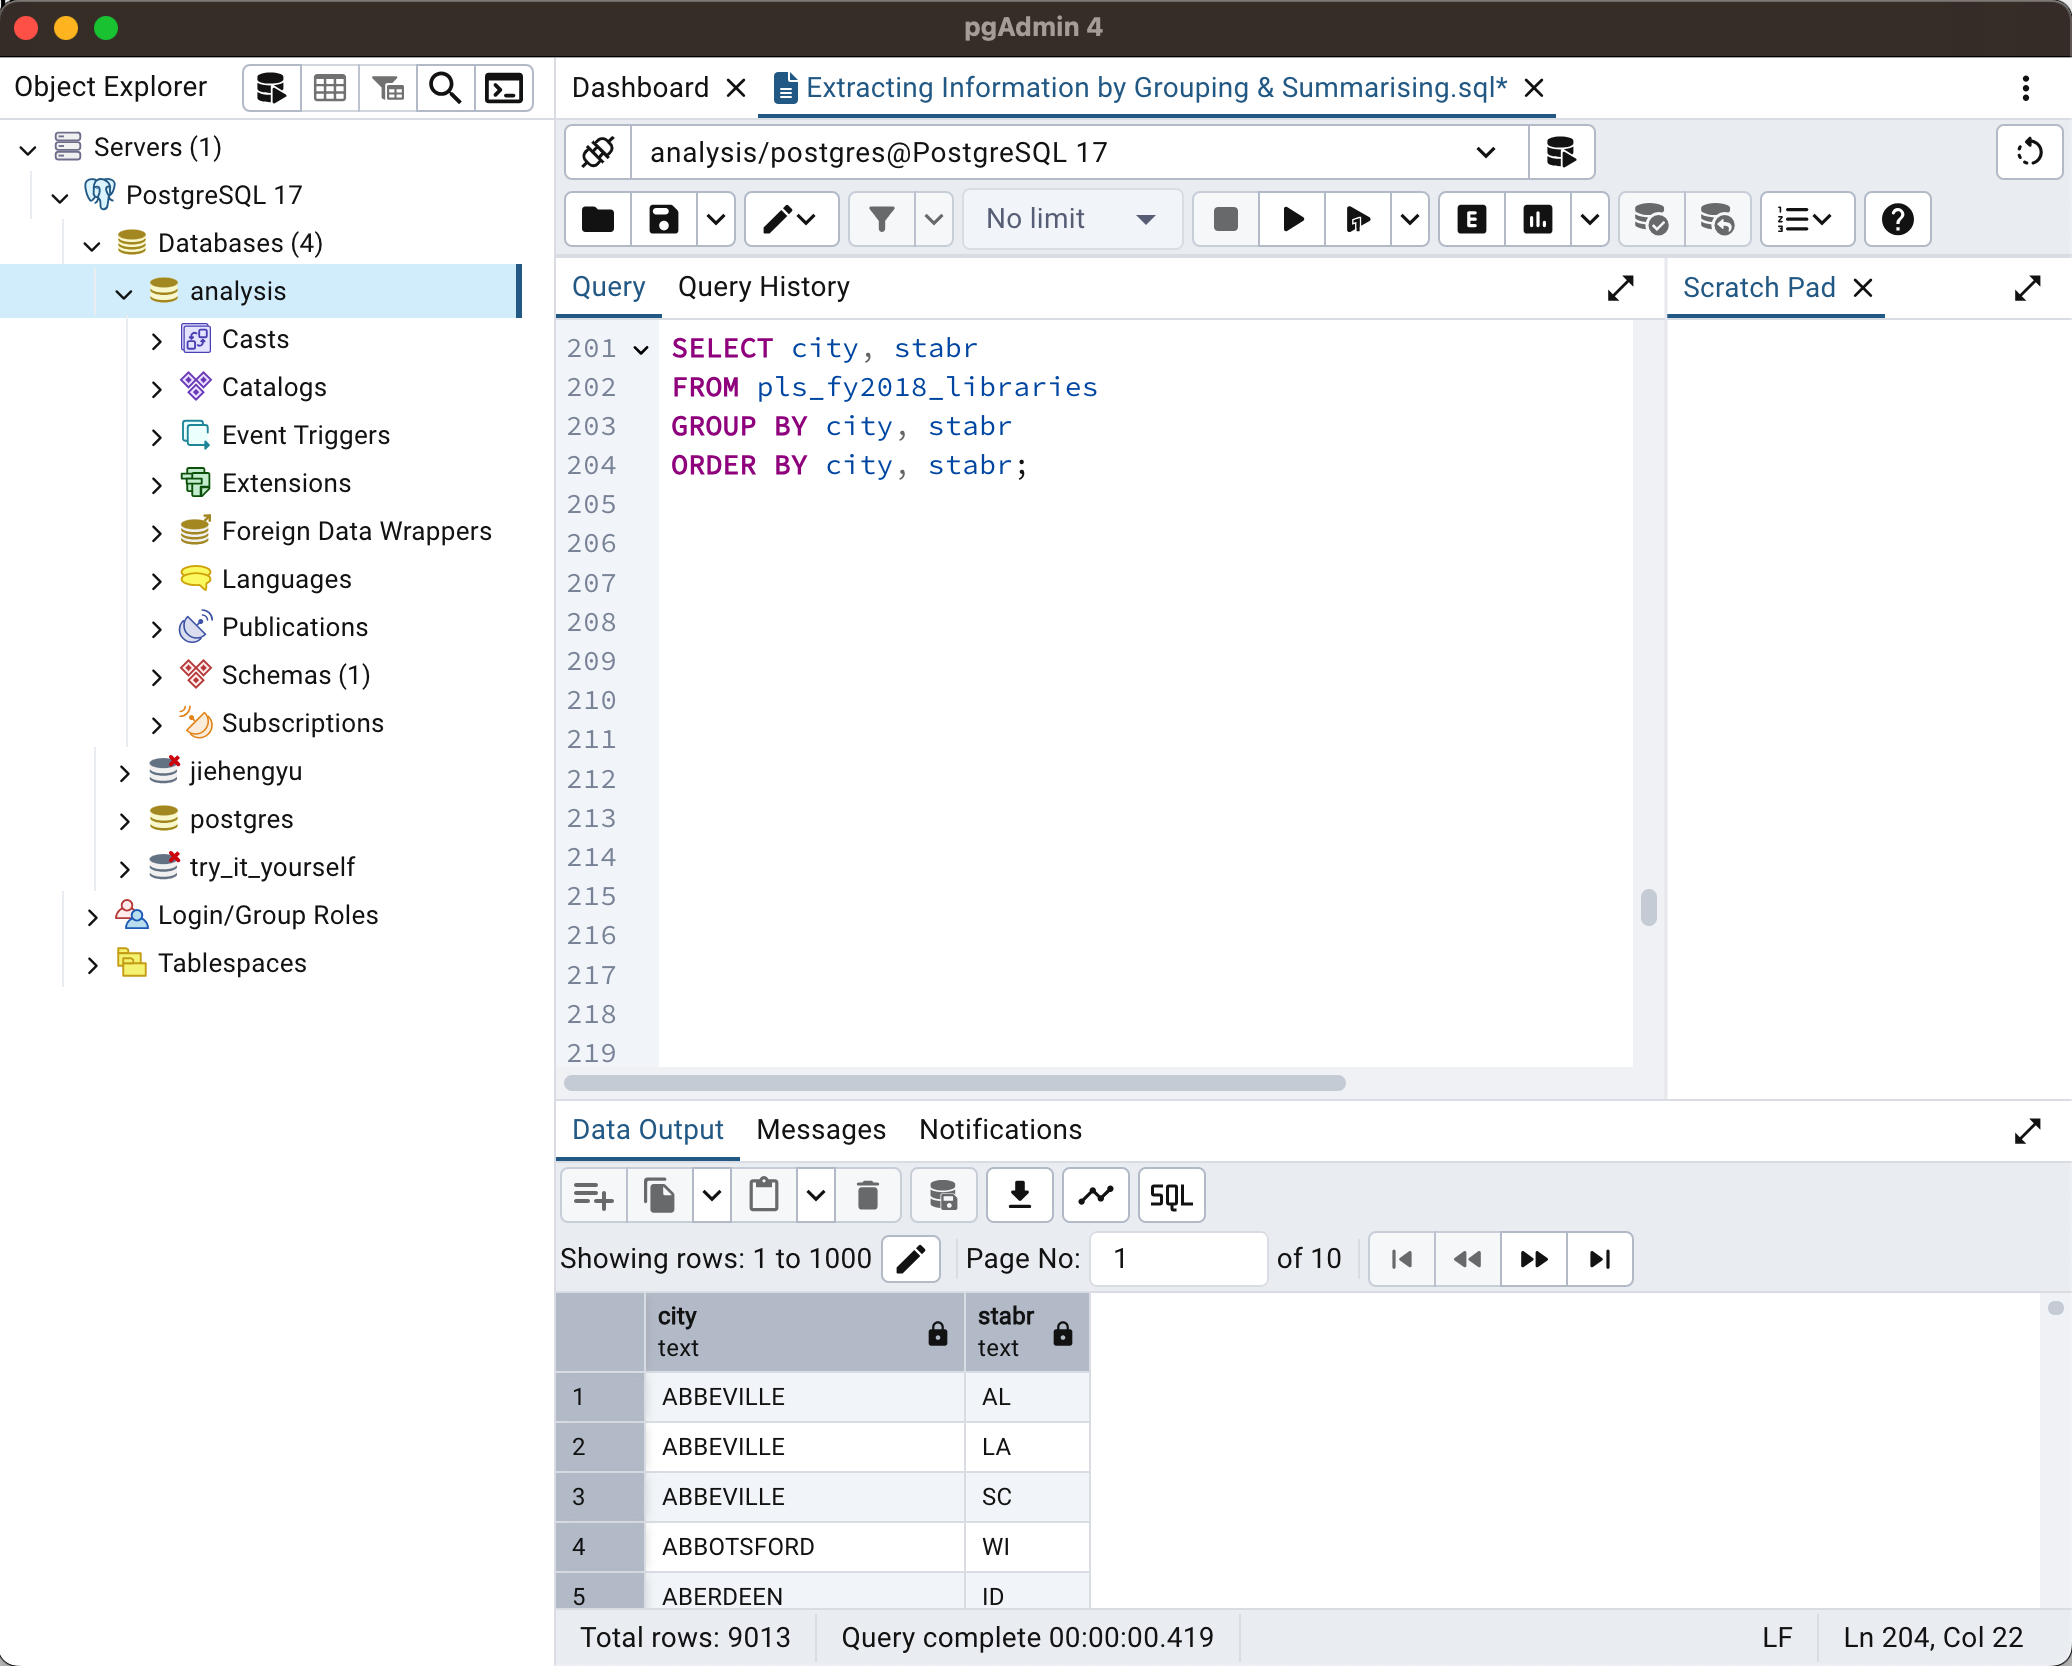 pgAdmin 4
Object Explorer
Servers (1)
PostgreSQL 17
Databases (4)
analysis
Casts
Catalogs
Event Triggers
Extensions
Foreign Data Wrappers
Languages
Publications
Schemas (1)
Subscriptions
jiehengyu
postgres
try_it_yourself
Login/Group Roles
Tablespaces
Dashboard
Extracting Information by Grouping & Summarising.sql*
analysis/postgres@PostgreSQL 17
No limit
E
Query
Query History
Scratch Pad
201 SELECT city, stabr
202 FROM pls_fy2018_libraries
203 GROUP BY city, stabr
204 ORDER BY city, stabr;
205
206
207
208
209
210
211
212
213
214
215
216
217
218
219
Data Output
Messages
Notifications
SQL
Showing rows: 1 to 1000
Page No: 1 of 10
city stabr
text text
1 ABBEVILLE AL
2 ABBEVILLE LA
3 ABBEVILLE SC
4 ABBOTSFORD WI
5 ABERDEEN ID
Total rows: 9013
Query complete 00:00:00.419
LF
Ln 204, Col 22